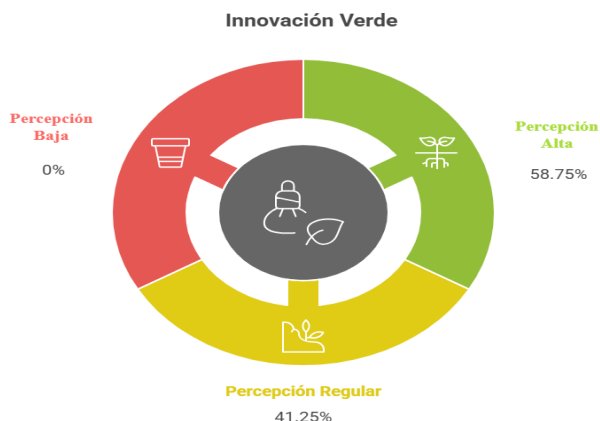 Innovación Verde
Percepción
Baja
0%
Percepción
Alta
58.75%
Percepción Regular
41.25%